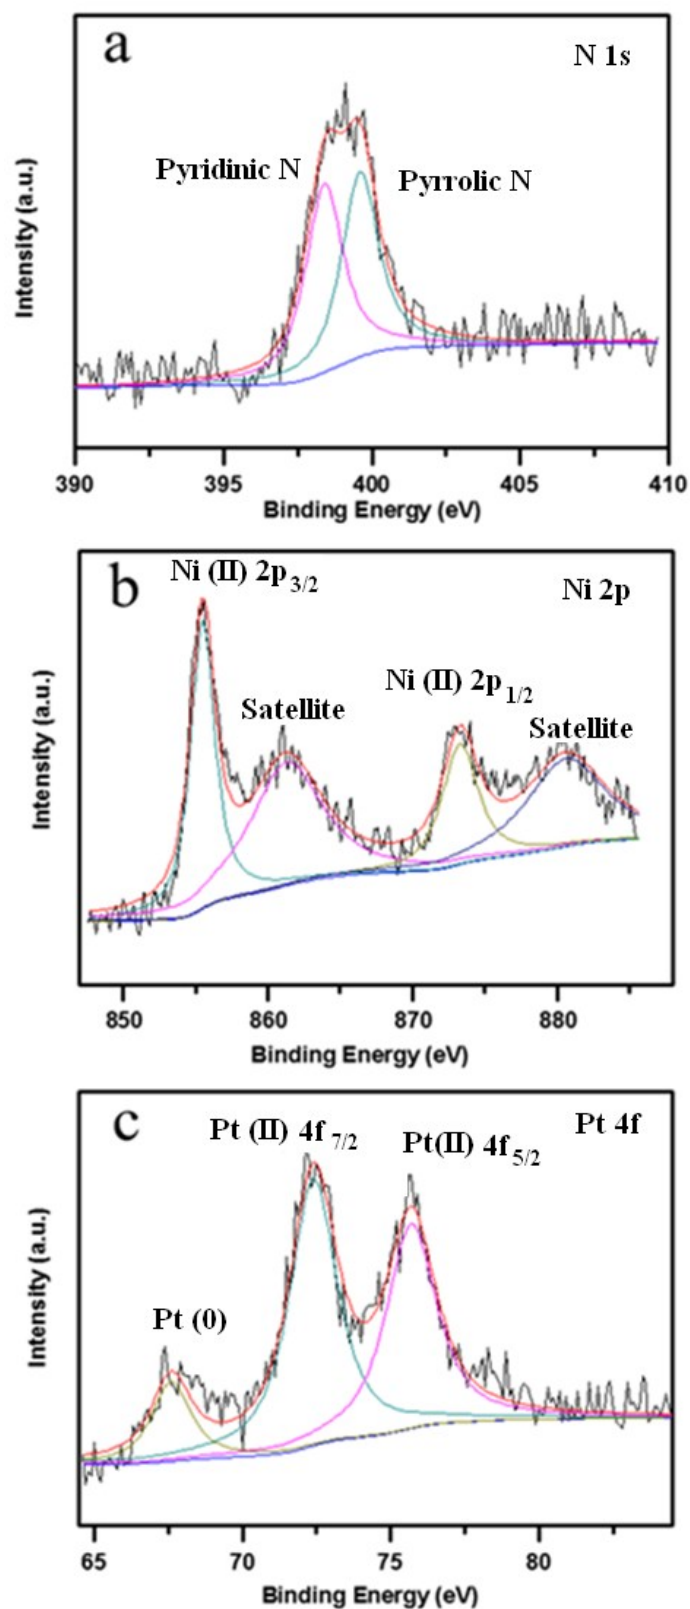 a
N 1s
Pyridinic N
Pyrrolic N
Intensity (a.u.)
390 395 400 405 410
Binding Energy (eV)
b
Ni (II) 2p3/2
Ni 2p
Ni (II) 2p1/2
Satellite
Satellite
Intensity (a.u.)
850 860 870 880
Binding Energy (eV)
c
Pt (II) 4f 7/2
Pt(II) 4f5/2
Pt 4f
Pt (0)
Intensity (a.u.)
65 70 75 80
Binding Energy (eV)